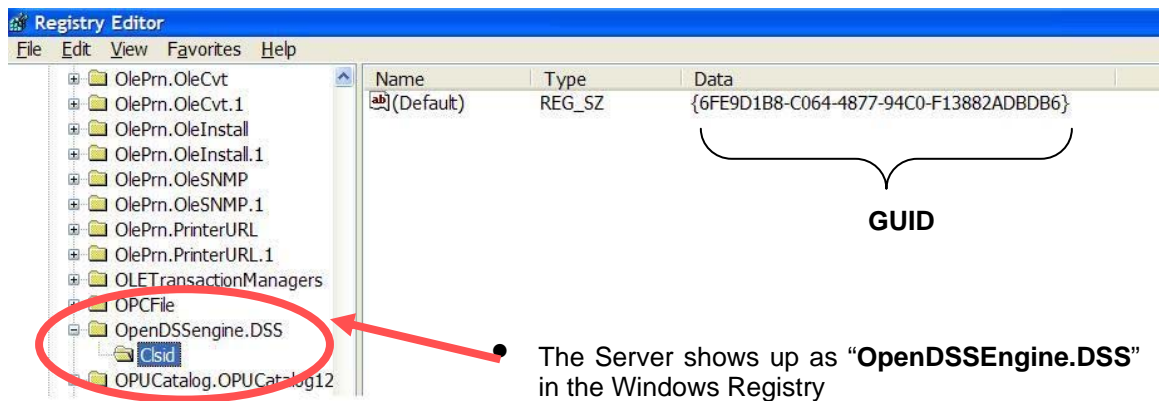 Registry Editor
File Edit View Favorites Help
OlePrn.OleCvt
OlePrn.OleCvt.1
OlePrn.OleInstall
OlePrn.OleInstall.1
OlePrn.OleSNMP
OlePrn.OleSNMP.1
OlePrn.PrinterURL
OlePrn.PrinterURL.1
OLETransactionManagers
OPCFile
OpenDSSengine.DSS
Clsid
OPUCatalog.OPUCatalog12
Name Type Data
ab (Default) REG_SZ {6FE9D1B8-C064-4877-94C0-F13882ADBDB6}
GUID
• The Server shows up as “OpenDSSEngine.DSS”
in the Windows Registry